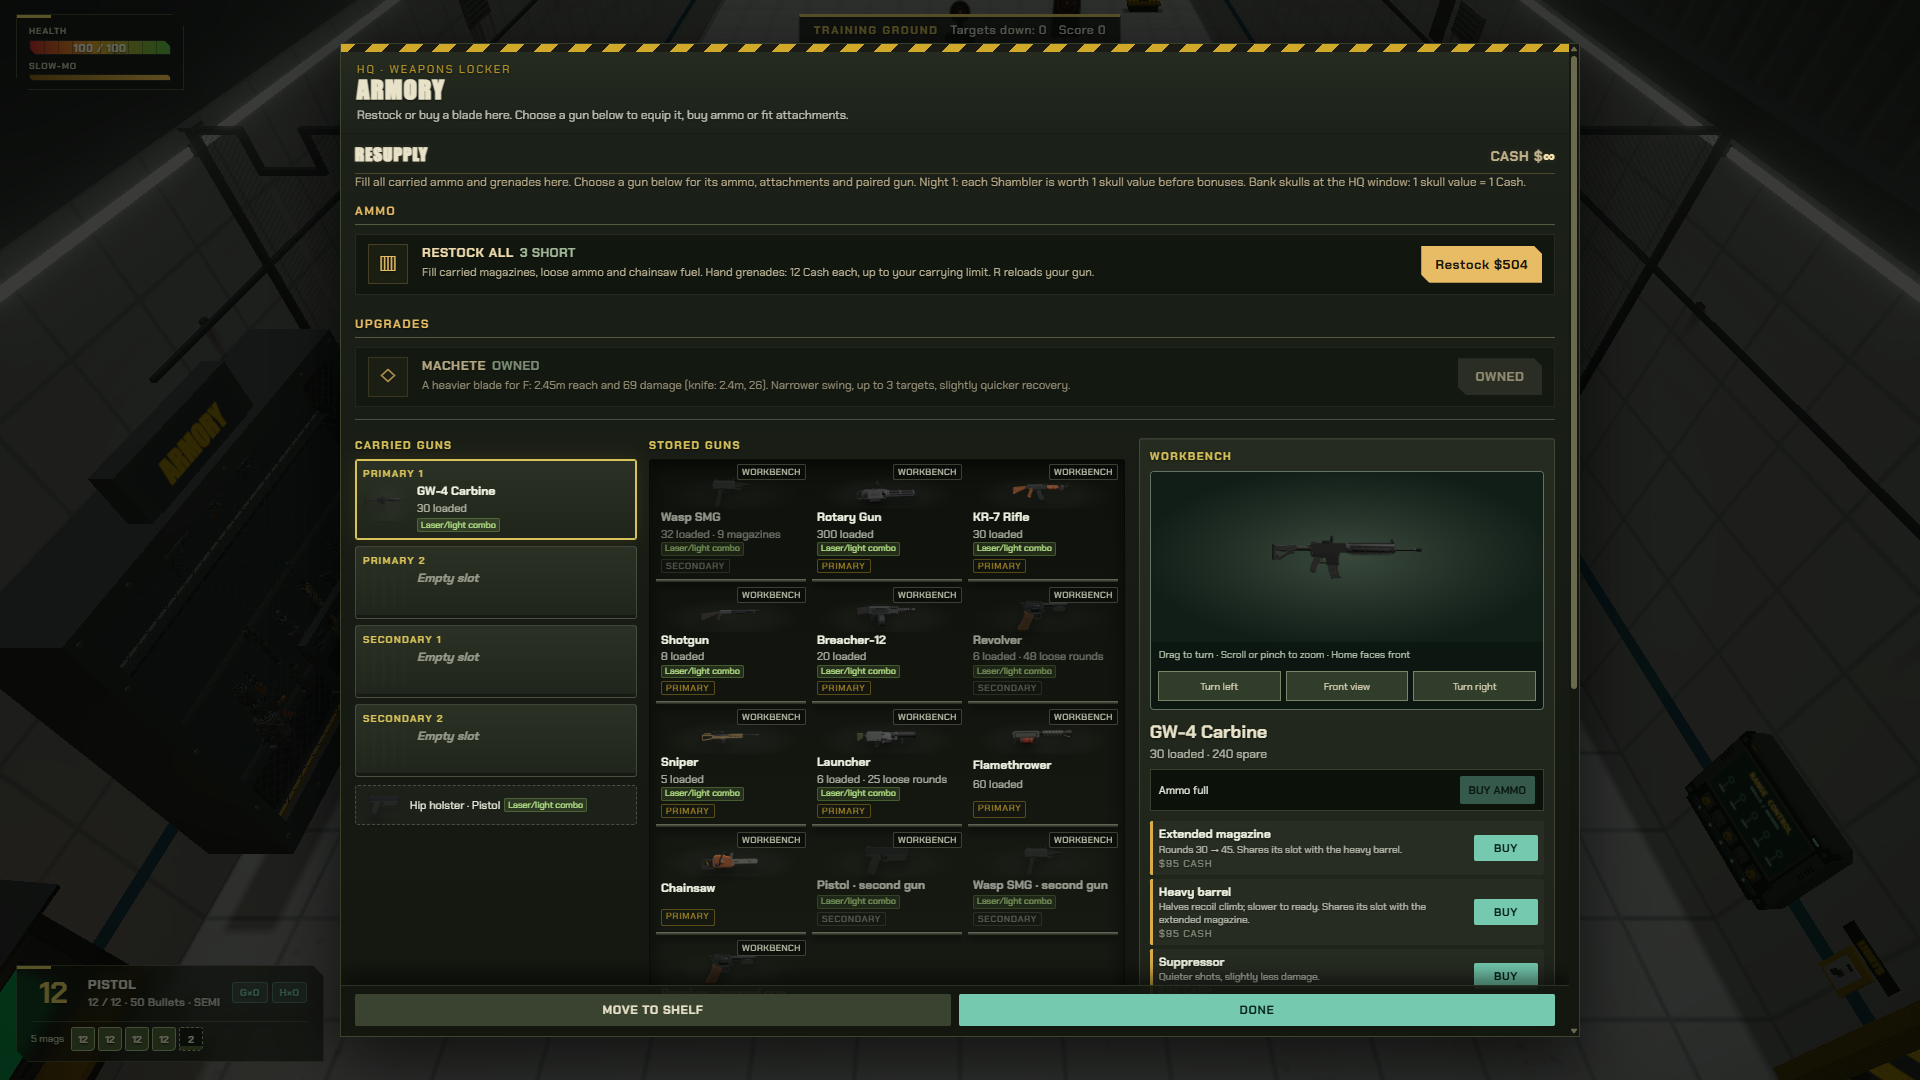 HEALTH
100 / 100
SLOW-MO
TRAINING GROUND Targets down: 0 Score 0
HQ · WEAPONS LOCKER
ARMORY
Restock or buy a blade here. Choose a gun below to equip it, buy ammo or fit attachments.
RESUPPLY
CASH $∞
Fill all carried ammo and grenades here. Choose a gun below for its ammo, attachments and paired gun. Night 1: each Shambler is worth 1 skull value before bonuses. Bank skulls at the HQ window: 1 skull value = 1 Cash.
AMMO
RESTOCK ALL 3 SHORT
Fill carried magazines, loose ammo and chainsaw fuel. Hand grenades: 12 Cash each, up to your carrying limit. R reloads your gun.
Restock $504
UPGRADES
MACHETE OWNED
A heavier blade for F: 2.45m reach and 69 damage (knife: 2.4m, 26). Narrower swing, up to 3 targets, slightly quicker recovery.
OWNED
ARMORY
CARRIED GUNS
PRIMARY 1
GW-4 Carbine
30 loaded
Laser/light combo
PRIMARY 2
Empty slot
SECONDARY 1
Empty slot
SECONDARY 2
Empty slot
Hip holster · Pistol Laser/light combo
STORED GUNS
WORKBENCH
Wasp SMG
32 loaded · 9 magazines
Laser/light combo
SECONDARY
WORKBENCH
Rotary Gun
300 loaded
Laser/light combo
PRIMARY
WORKBENCH
KR-7 Rifle
30 loaded
Laser/light combo
PRIMARY
WORKBENCH
Shotgun
8 loaded
Laser/light combo
PRIMARY
WORKBENCH
Breacher-12
20 loaded
Laser/light combo
PRIMARY
WORKBENCH
Revolver
6 loaded · 48 loose rounds
Laser/light combo
SECONDARY
WORKBENCH
Sniper
5 loaded
Laser/light combo
PRIMARY
WORKBENCH
Launcher
6 loaded · 25 loose rounds
Laser/light combo
PRIMARY
WORKBENCH
Flamethrower
60 loaded
PRIMARY
WORKBENCH
Chainsaw
PRIMARY
WORKBENCH
Pistol · second gun
Laser/light combo
SECONDARY
WORKBENCH
Wasp SMG · second gun
Laser/light combo
SECONDARY
WORKBENCH
WORKBENCH
Drag to turn · Scroll or pinch to zoom · Home faces front
Turn left
Front view
Turn right
GW-4 Carbine
30 loaded · 240 spare
Ammo full
BUY AMMO
Extended magazine
Rounds 30 → 45. Shares its slot with the heavy barrel.
$95 CASH
BUY
Heavy barrel
Halves recoil climb; slower to ready. Shares its slot with the
extended magazine.
$95 CASH
BUY
Suppressor
Quieter shots, slightly less damage.
BUY
MOVE TO SHELF
DONE
12
PISTOL
12 / 12 · 50 Bullets · SEMI
G×0
H×0
5 mags 12 12 12 12 2